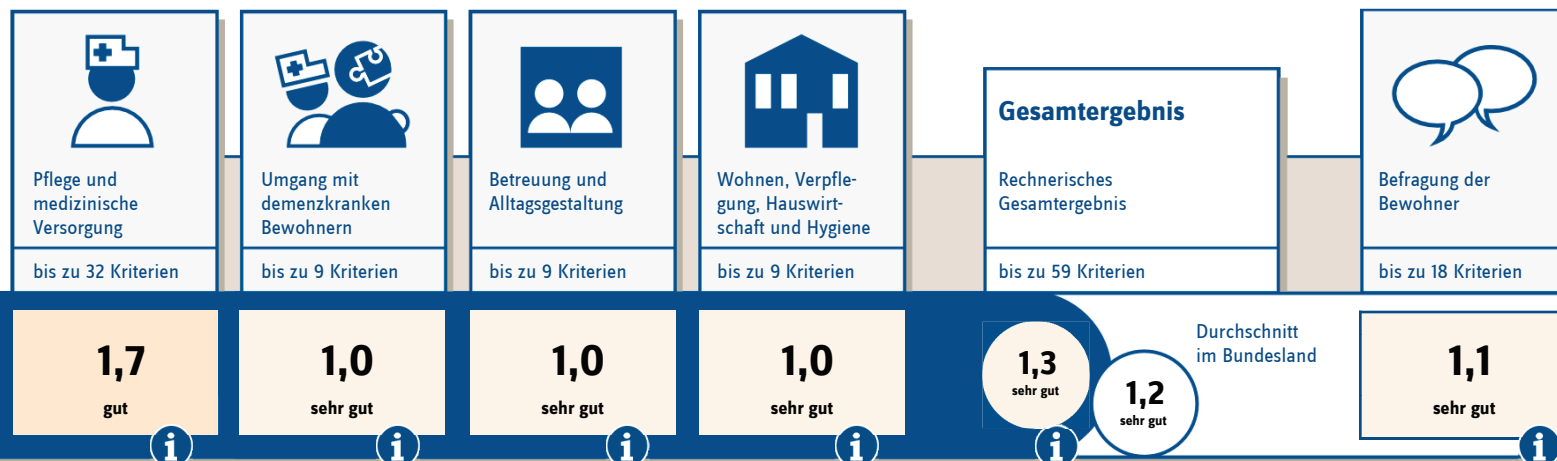 Pflege und
medizinische
Versorgung
bis zu 32 Kriterien
1,7
gut
i
Umgang mit
demenzkranken
Bewohnern
bis zu 9 Kriterien
1,0
sehr gut
i
Betreuung und
Alltagsgestaltung
bis zu 9 Kriterien
1,0
sehr gut
i
Wohnen, Verpfle-
gung, Hauswirt-
schaft und Hygiene
bis zu 9 Kriterien
1,0
sehr gut
i
Gesamtergebnis
Rechnerisches
Gesamtergebnis
bis zu 59 Kriterien
1,3
sehr gut
i
Durchschnitt
im Bundesland
1,2
sehr gut
Befragung der
Bewohner
bis zu 18 Kriterien
1,1
sehr gut
i